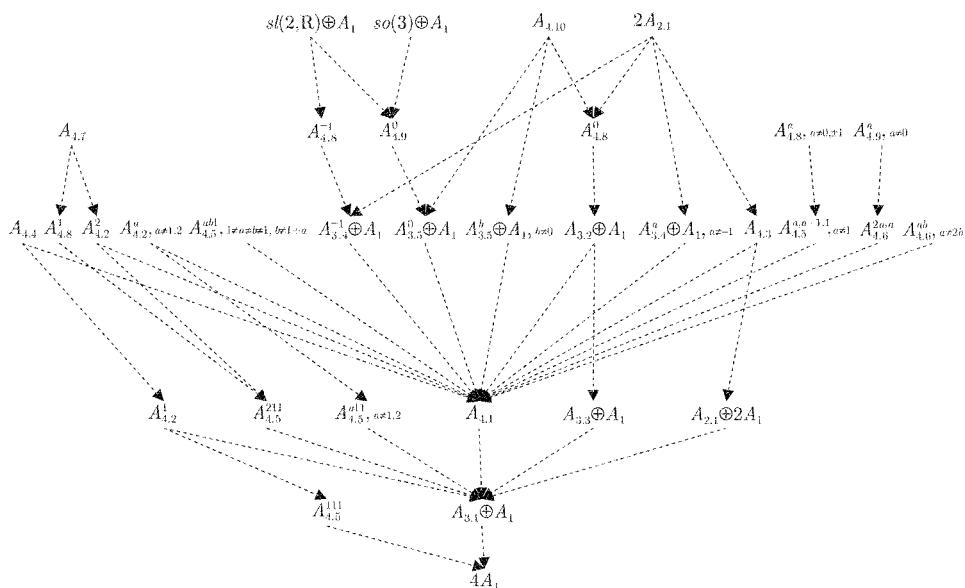 sl(2,R)⊕A₁ so(3)⊕A₁ A₄.₁₀ 2A₂.₁
A₄.₇ A₄.₈⁻¹ A₄.₉⁰ A₄.₈⁰ A₄.₈ᵃ, a≠0,±1 A₄.₉ᵃ, a≠0
A₄.₄ A₄.₈¹ A₄.₂² A₄.₂ᵃ, a≠1,2 A₄.₅ᵃᵇ¹, 1≠a≠b≠1, b≠1+a A₃.₄⁻¹⊕A₁ A₃.₅⁰⊕A₁ A₃.₅ᵇ⊕A₁, b≠0 A₃.₂⊕A₁ A₃.₄ᵃ⊕A₁, a≠-1 A₄.₃ A₄.₅, a≠1 A₄.₆ A₄.₆ᵃᵇ, a≠2b
A₄.₂¹ A₄.₅²¹¹ A₄.₅ᵃ¹¹, a≠1,2 A₄.₁ A₃.₃⊕A₁ A₂.₁⊕2A₁
A₄.₅¹¹¹ A₃.₁⊕A₁
4A₁